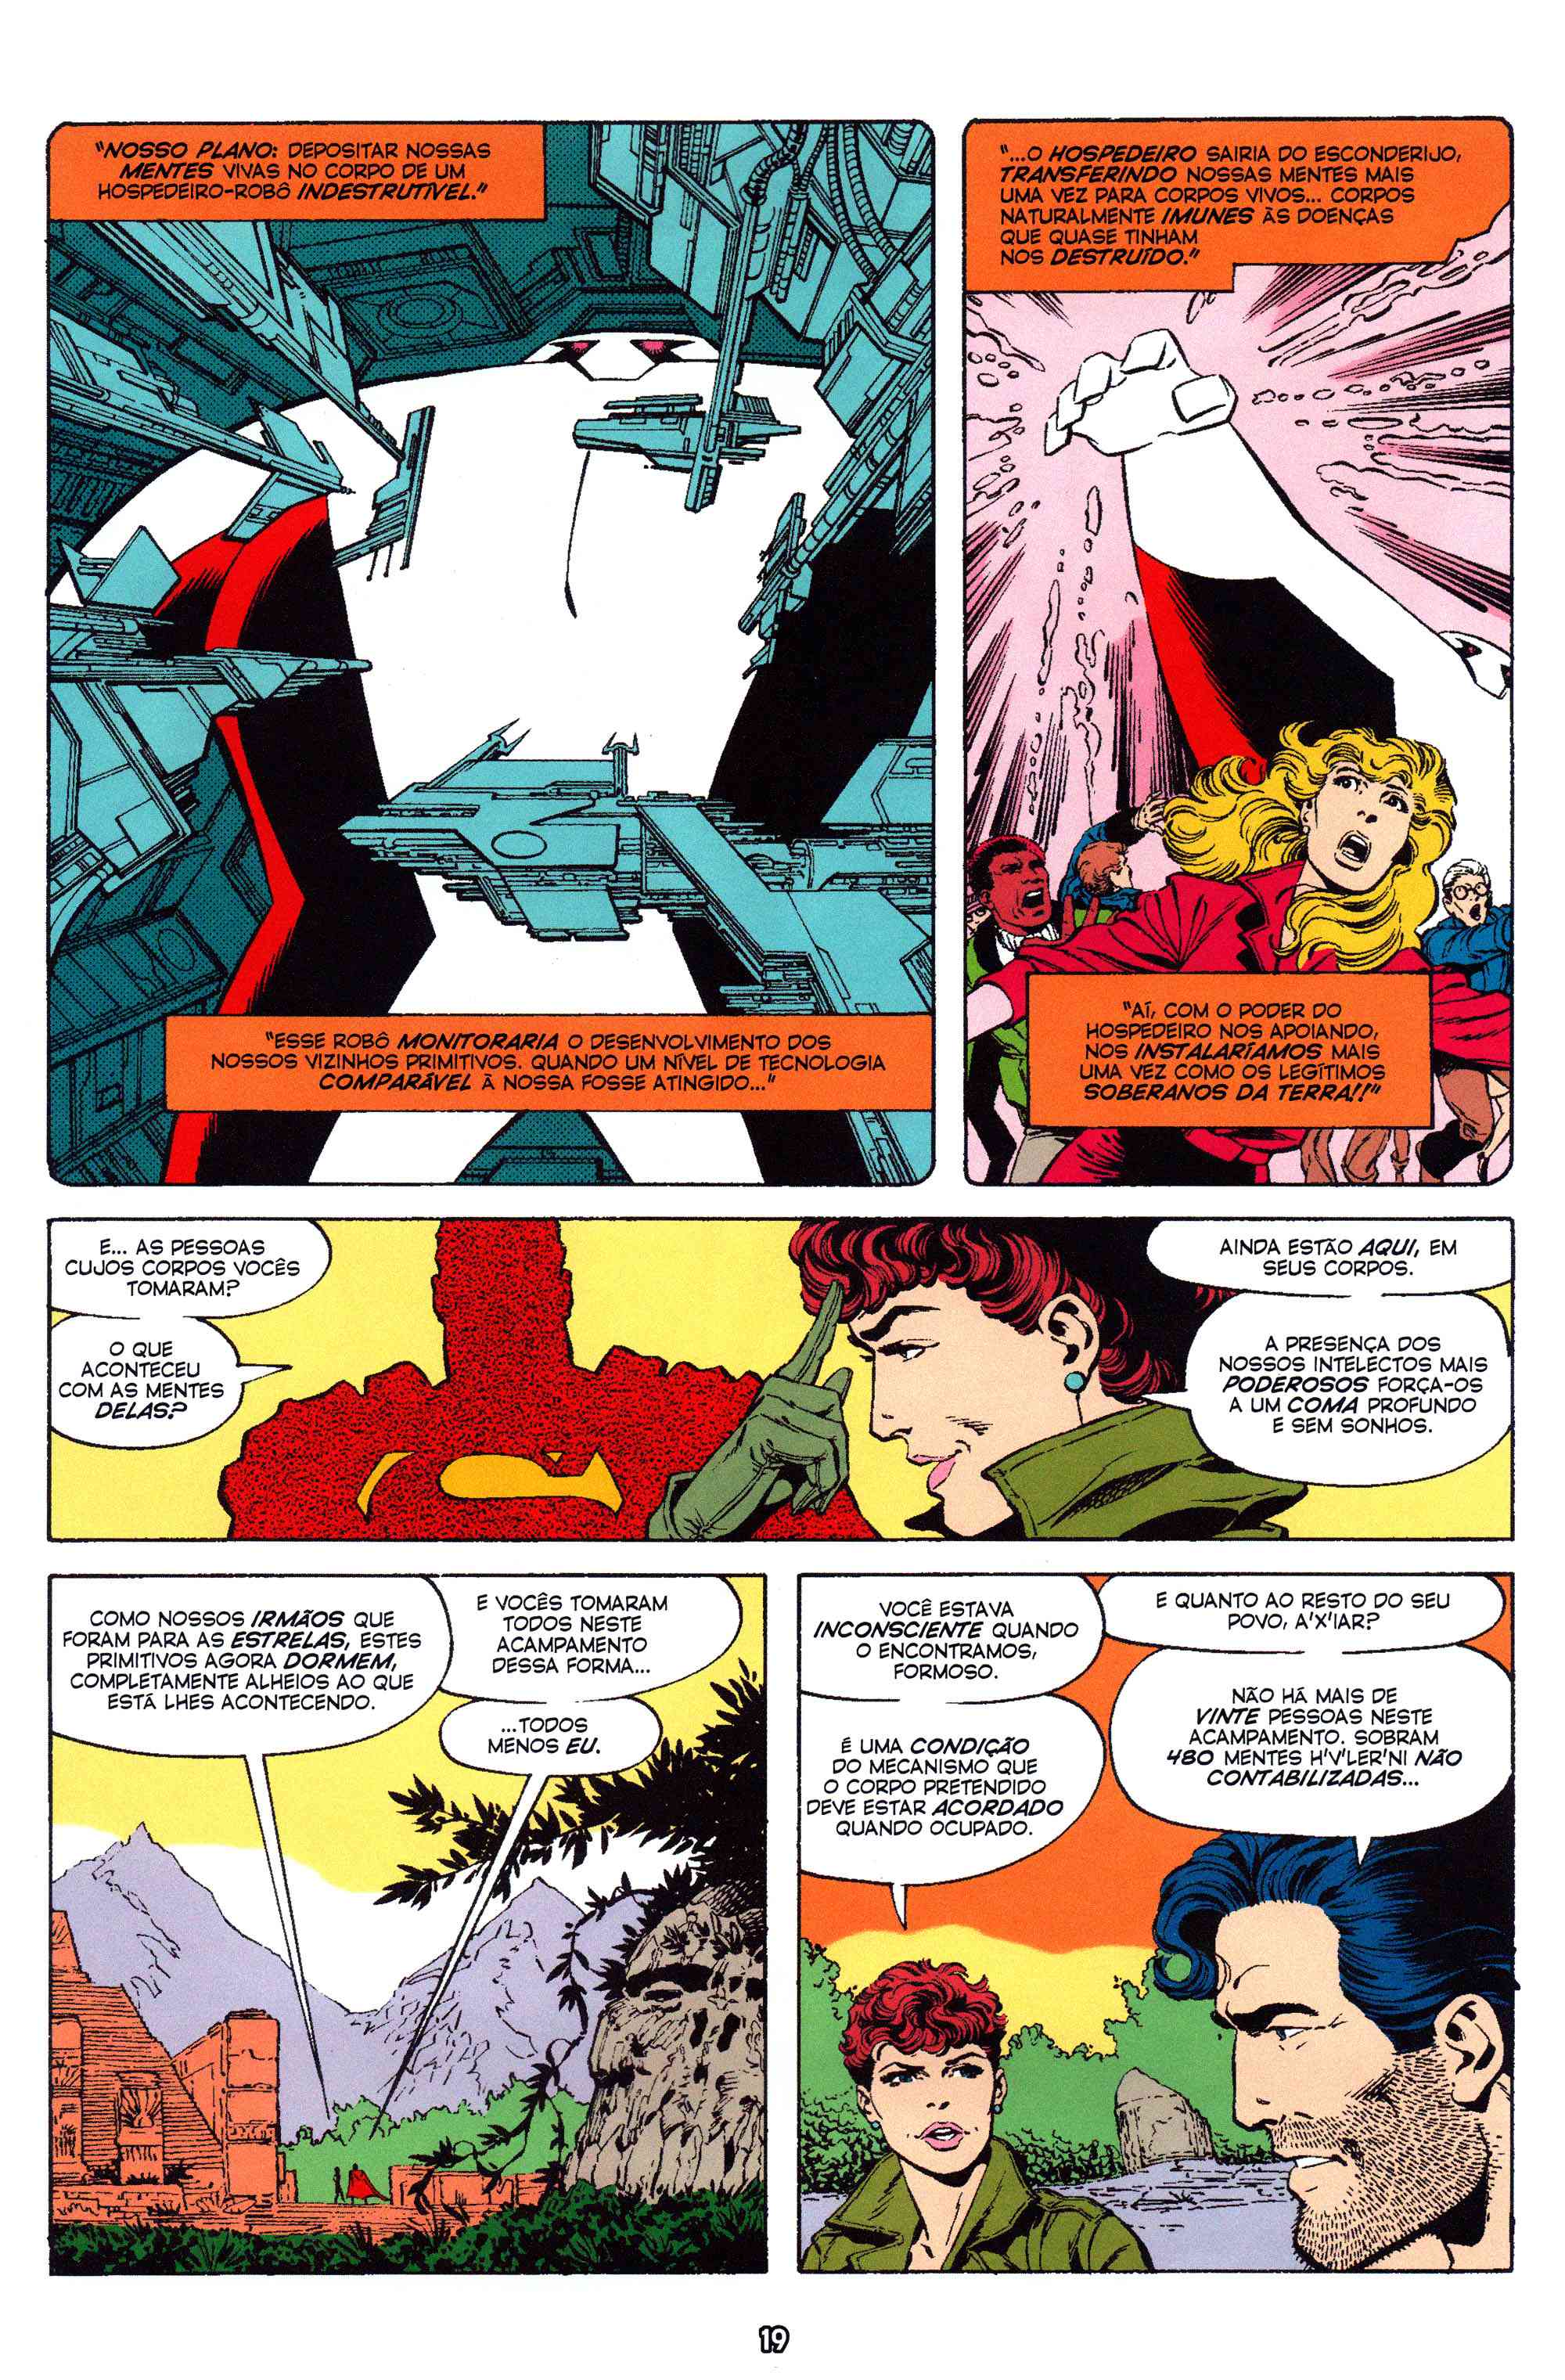 "NOSSO PLANO: DEPOSITAR NOSSAS
MENTES VIVAS NO CORPO DE UM
HOSPEDEIRO-ROBÔ INDESTRUTÍVEL."
"ESSE ROBÔ MONITORARIA O DESENVOLVIMENTO DOS
NOSSOS VIZINHOS PRIMITIVOS. QUANDO UM NÍVEL DE TECNOLOGIA
COMPARÁVEL À NOSSA FOSSE ATINGIDO..."
"...O HOSPEDEIRO SAIRIA DO ESCONDERIJO,
TRANSFERINDO NOSSAS MENTES MAIS
UMA VEZ PARA CORPOS VIVOS... CORPOS
NATURALMENTE IMUNES ÀS DOENÇAS
QUE QUASE TINHAM
NOS DESTRUÍDO."
"AÍ, COM O PODER DO
HOSPEDEIRO NOS APOIANDO,
NOS INSTALARÍAMOS MAIS
UMA VEZ COMO OS LEGÍTIMOS
SOBERANOS DA TERRA!!"
E... AS PESSOAS
CUJOS CORPOS VOCÊS
TOMARAM?
O QUE
ACONTECEU
COM AS MENTES
DELAS?
AINDA ESTÃO AQUI, EM
SEUS CORPOS.
A PRESENÇA DOS
NOSSOS INTELECTOS MAIS
PODEROSOS FORÇA-OS
A UM COMA PROFUNDO
E SEM SONHOS.
COMO NOSSOS IRMÃOS QUE
FORAM PARA AS ESTRELAS, ESTES
PRIMITIVOS AGORA DORMEM,
COMPLETAMENTE ALHEIOS AO QUE
ESTÁ LHES ACONTECENDO.
E VOCÊS TOMARAM
TODOS NESTE
ACAMPAMENTO
DESSA FORMA...
...TODOS
MENOS EU.
VOCÊ ESTAVA
INCONSCIENTE QUANDO
O ENCONTRAMOS,
FORMOSO.
É UMA CONDIÇÃO
DO MECANISMO QUE
O CORPO PRETENDIDO
DEVE ESTAR ACORDADO
QUANDO OCUPADO.
E QUANTO AO RESTO DO SEU
POVO, A'X'IAR?
NÃO HÁ MAIS DE
VINTE PESSOAS NESTE
ACAMPAMENTO. SOBRAM
480 MENTES H'V'LER'NI NÃO
CONTABILIZADAS...
19